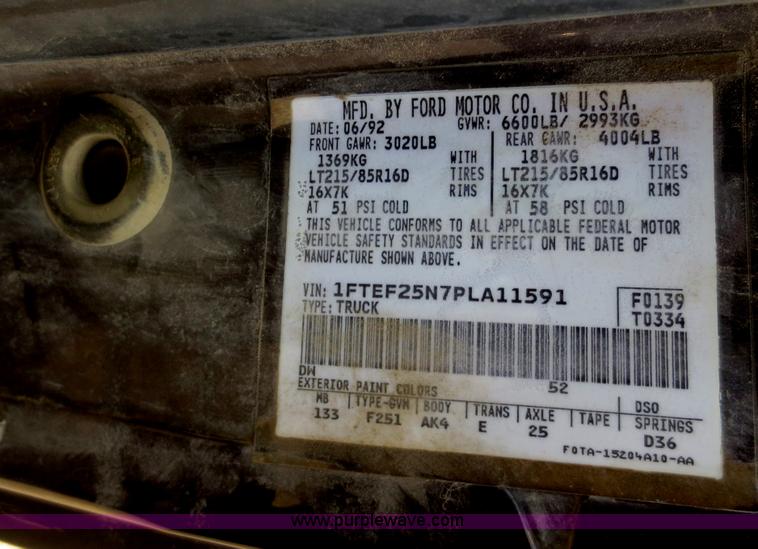 MFD. BY FORD MOTOR CO. IN U.S.A.
DATE: 06/92 GVWR: 6600LB/ 2993KG
FRONT GAWR: 3020LB REAR GAWR: 4004LB
1369KG WITH 1816KG WITH
LT215/85R16D TIRES LT215/85R16D TIRES
16X7K RIMS 16X7K RIMS
AT 51 PSI COLD AT 58 PSI COLD
THIS VEHICLE CONFORMS TO ALL APPLICABLE FEDERAL MOTOR
VEHICLE SAFETY STANDARDS IN EFFECT ON THE DATE OF
MANUFACTURE SHOWN ABOVE.
VIN: 1FTEF25N7PLA11591 F0139
TYPE: TRUCK T0334
DW 52
EXTERIOR PAINT COLORS DSO
WB TYPE-GVW BODY TRANS AXLE TAPE SPRINGS
133 F251 AK4 E 25 D36
F0TA-15204A10-AA
www.purplewave.com